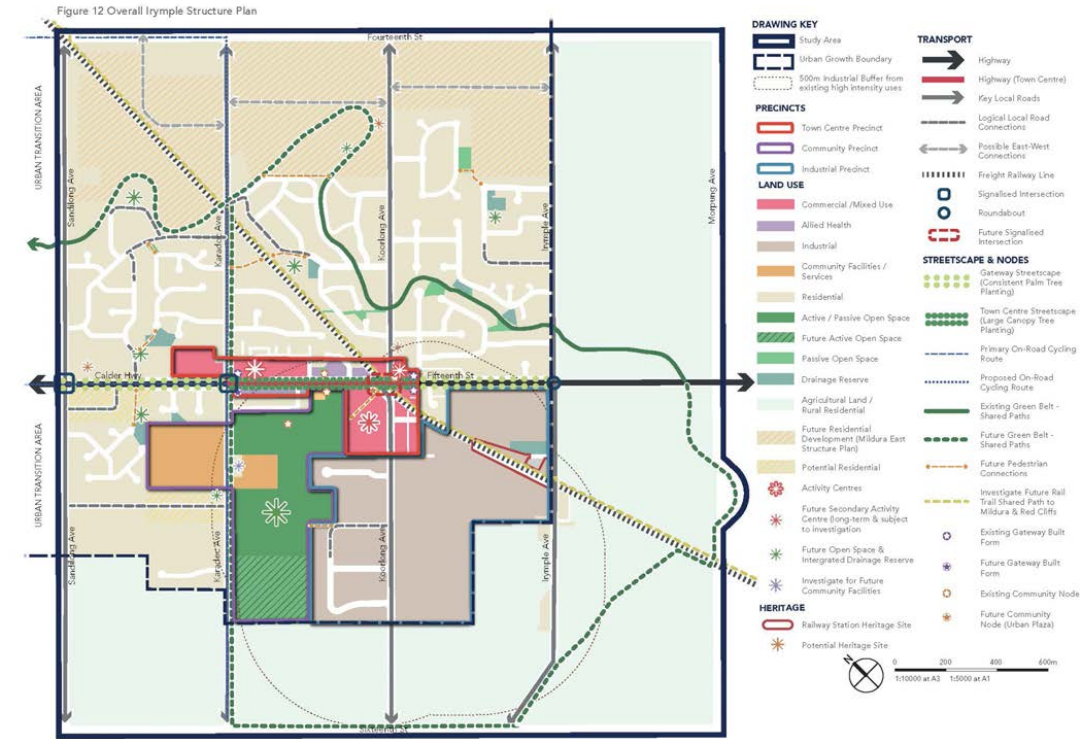 Figure 12 Overall Irymple Structure Plan
Fourteenth St
URBAN TRANSITION AREA
Sandilong Ave
Karadoc Ave
Koorlong Ave
Irymple Ave
Morpung Ave
Calder Hwy
Fifteenth St
URBAN TRANSITION AREA
Sandilong Ave
Karadoc Ave
Koorlong Ave
Irymple Ave
Sixteenth St
DRAWING KEY
Study Area
Urban Growth Boundary
500m Industrial Buffer from
existing high intensity uses
PRECINCTS
Town Centre Precinct
Community Precinct
Industrial Precinct
LAND USE
Commercial /Mixed Use
Allied Health
Industrial
Community Facilities /
Services
Residential
Active / Passive Open Space
Future Active Open Space
Passive Open Space
Drainage Reserve
Agricultural Land /
Rural Residential
Future Residential
Development (Mildura East
Structure Plan)
Potential Residential
Activity Centres
Future Secondary Activity
Centre (long-term & subject
to investigation
Future Open Space &
Intergrated Drainage Reserve
Investigate for Future
Community Facilities
HERITAGE
Railway Station Heritage Site
Potential Heritage Site
TRANSPORT
Highway
Highway (Town Centre)
Key Local Roads
Logical Local Road
Connections
Possible East-West
Connections
Freight Railway Line
Signalised Intersection
Roundabout
Future Signalised
Intersection
STREETSCAPE & NODES
Gateway Streetscape
(Consistent Palm Tree
Planting)
Town Centre Streetscape
(Large Canopy Tree
Planting)
Primary On-Road Cycling
Route
Proposed On-Road
Cycling Route
Existing Green Belt -
Shared Paths
Future Green Belt -
Shared Paths
Future Pedestrian
Connections
Investigate Future Rail
Trail Shared Path to
Mildura & Red Cliffs
Existing Gateway Built
Form
Future Gateway Built
Form
Existing Community Node
Future Community
Node (Urban Plaza)
N
0 200 400 600m
1:10000 at A3 1:5000 at A1